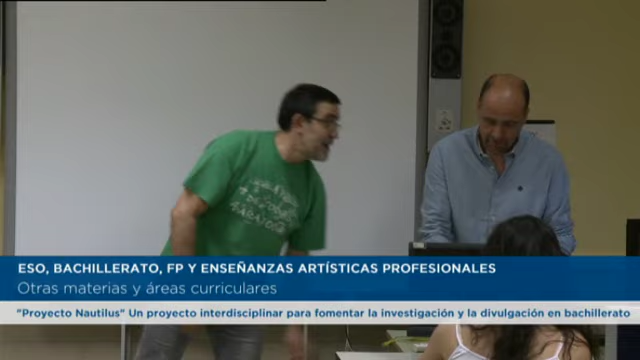 ESO, BACHILLERATO, FP Y ENSEÑANZAS ARTÍSTICAS PROFESIONALES
Otras materias y áreas curriculares
"Proyecto Nautilus" Un proyecto interdisciplinar para fomentar la investigación y la divulgación en bachillerato